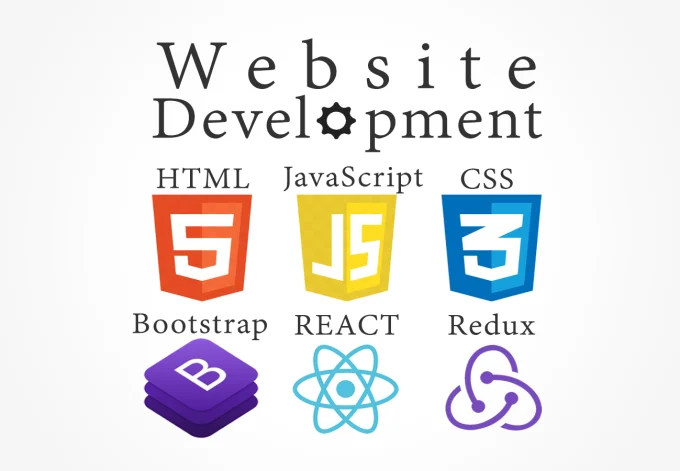 Website
Development
HTML JavaScript CSS
5 JS 3
Bootstrap REACT Redux
B